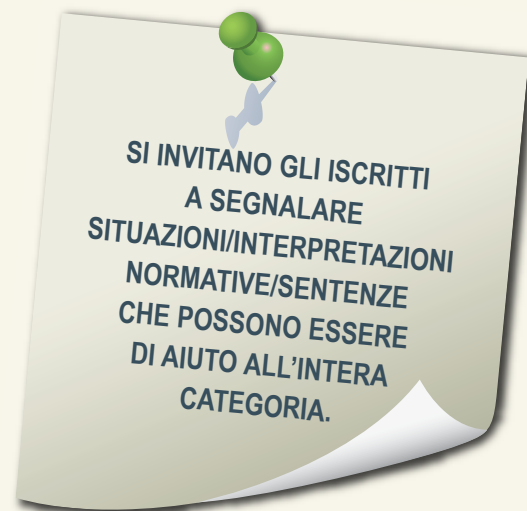 SI INVITANO GLI ISCRITTI
A SEGNALARE
SITUAZIONI/INTERPRETAZIONI
NORMATIVE/SENTENZE
CHE POSSONO ESSERE
DI AIUTO ALL'INTERA
CATEGORIA.